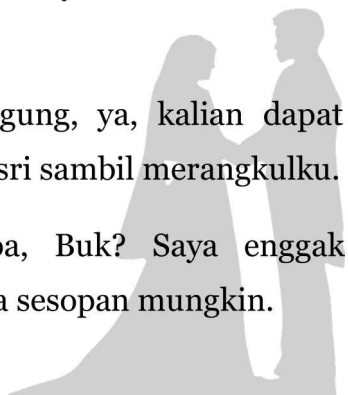 gung, ya, kalian dapat
sri sambil merangkulku.
a, Buk? Saya enggak
a sesopan mungkin.